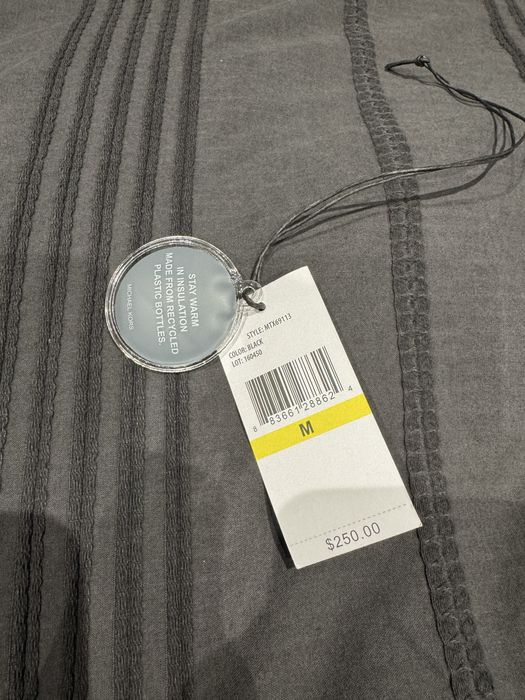 STAY WARM
IN INSULATION
MADE FROM RECYCLED
PLASTIC BOTTLES.
MICHAEL KORS
STYLE: MTX69113
COLOR: BLACK
LOT: 160450
8 83661 28862 4
M
$250.00